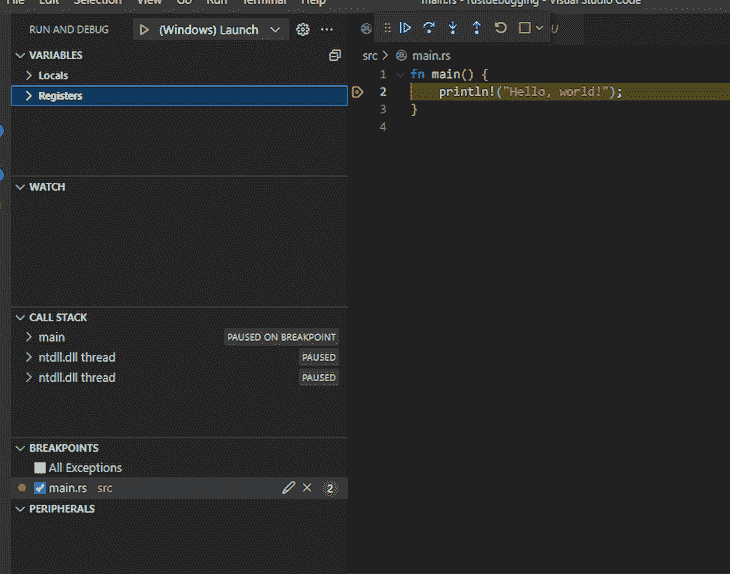 File Edit Selection View Go Run Terminal Help main.rs - rustdebugging - Visual Studio Code
RUN AND DEBUG (Windows) Launch
VARIABLES
Locals
Registers
WATCH
CALL STACK
main PAUSED ON BREAKPOINT
ntdll.dll thread PAUSED
ntdll.dll thread PAUSED
BREAKPOINTS
All Exceptions
main.rs src 2
PERIPHERALS
src > main.rs
1 fn main() {
2 println!("Hello, world!");
3 }
4